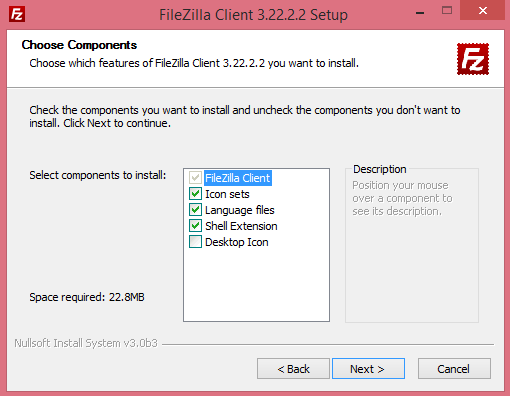 FileZilla Client 3.22.2.2 Setup
Choose Components
Choose which features of FileZilla Client 3.22.2.2 you want to install.
Check the components you want to install and uncheck the components you don't want to
install. Click Next to continue.
Select components to install:
FileZilla Client
Icon sets
Language files
Shell Extension
Desktop Icon
Description
Position your mouse
over a component to
see its description.
Space required: 22.8MB
Nullsoft Install System v3.0b3
< Back
Next >
Cancel